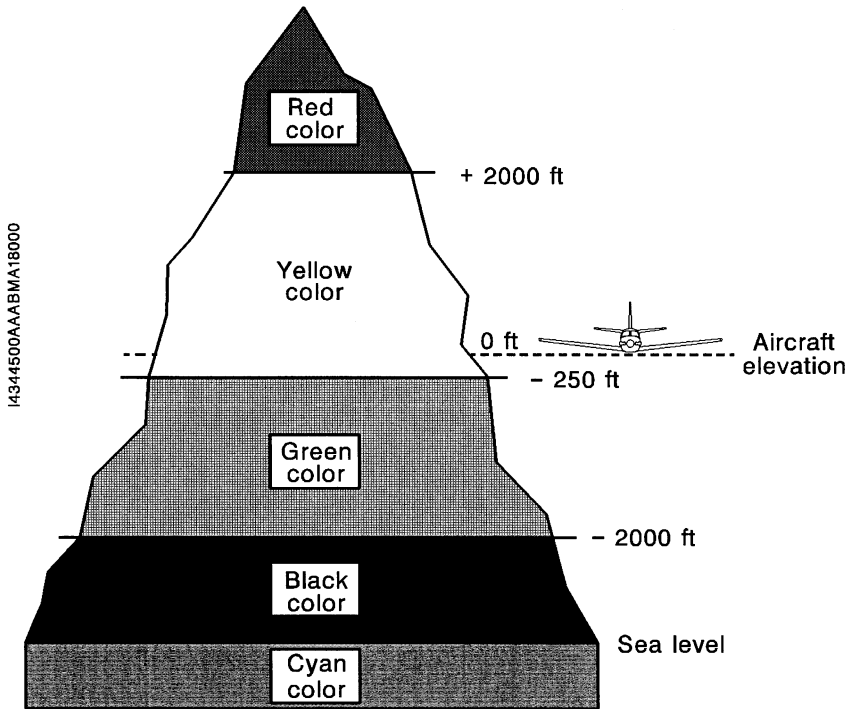 Red
color
+ 2000 ft
Yellow
color
0 ft
Aircraft
elevation
- 250 ft
Green
color
- 2000 ft
Black
color
Sea level
Cyan
color
I4344500AAABMA18000